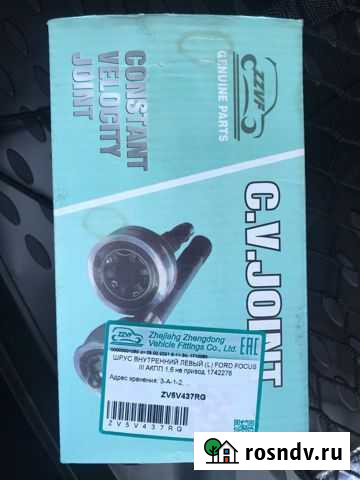 ZZVF
GENUINE PARTS
CONSTANT
VELOCITY
JOINT
C.V.JOINT
ZZVF
ZZVF
Zhejiang Zhengdong
Vehicle Fittings Co., Ltd.
EAC
ШРУС ВНУТРЕННИЙ ЛЕВЫЙ (L) FORD FOCUS
III АКПП 1,6 на привод 1742276
Адрес хранения: 3-А-1-2,
ZV5V437RG
ZV5V437RG
rosndv.ru